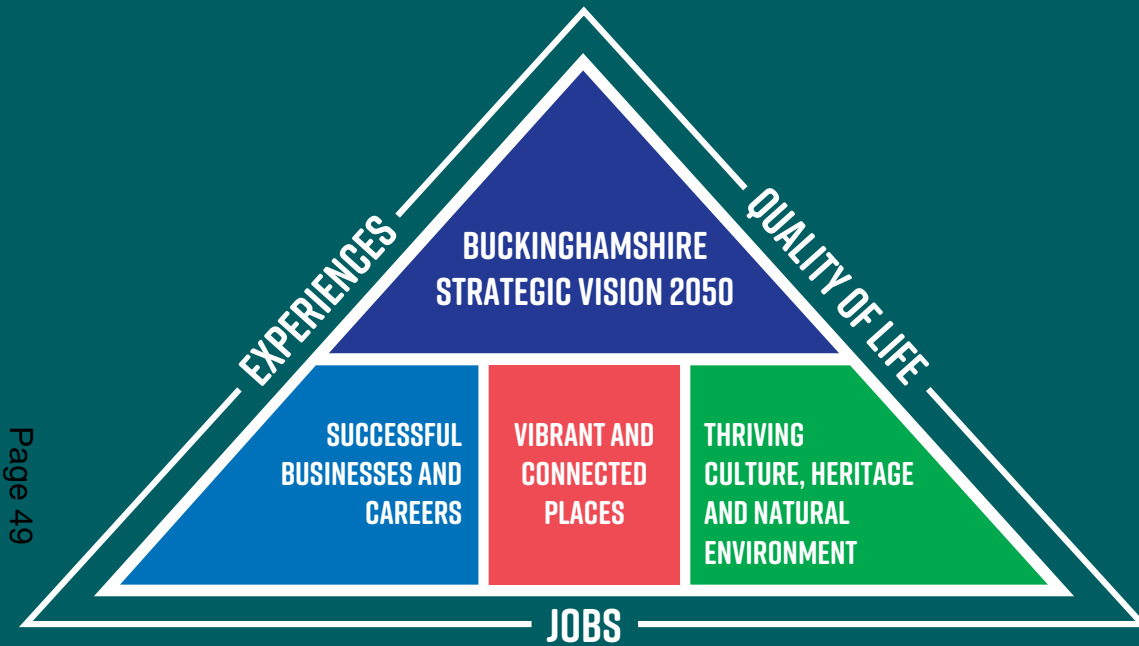 BUCKINGHAMSHIRE
STRATEGIC VISION 2050
EXPERIENCES
QUALITY OF LIFE
SUCCESSFUL
BUSINESSES AND
CAREERS
VIBRANT AND
CONNECTED
PLACES
THRIVING
CULTURE, HERITAGE
AND NATURAL
ENVIRONMENT
JOBS
Page 49